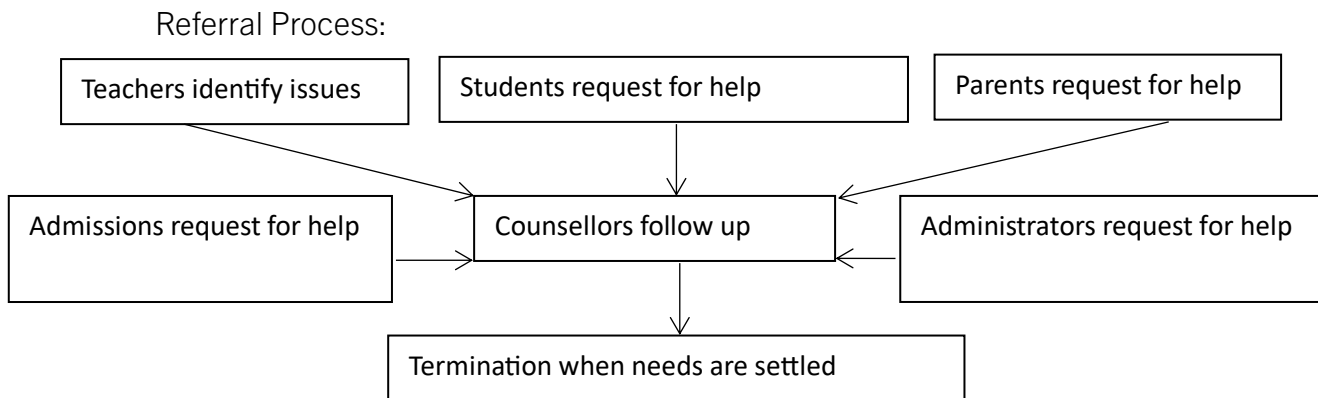 Referral Process:
Teachers identify issues
Students request for help
Parents request for help
Admissions request for help
Counsellors follow up
Administrators request for help
Termination when needs are settled